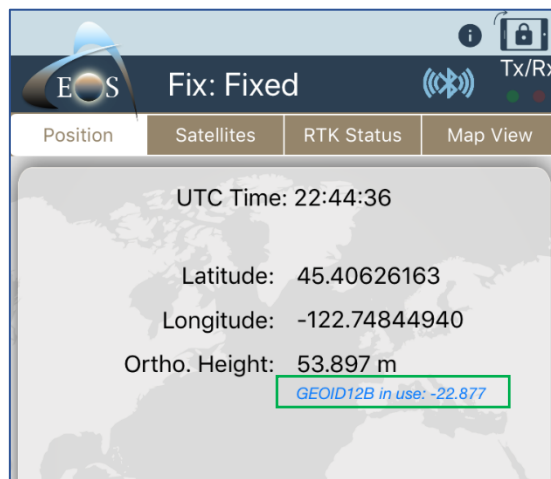 Tx/Rx
EOS Fix: Fixed
Position Satellites RTK Status Map View
UTC Time: 22:44:36
Latitude: 45.40626163
Longitude: -122.74844940
Ortho. Height: 53.897 m
GEOID12B in use: -22.877